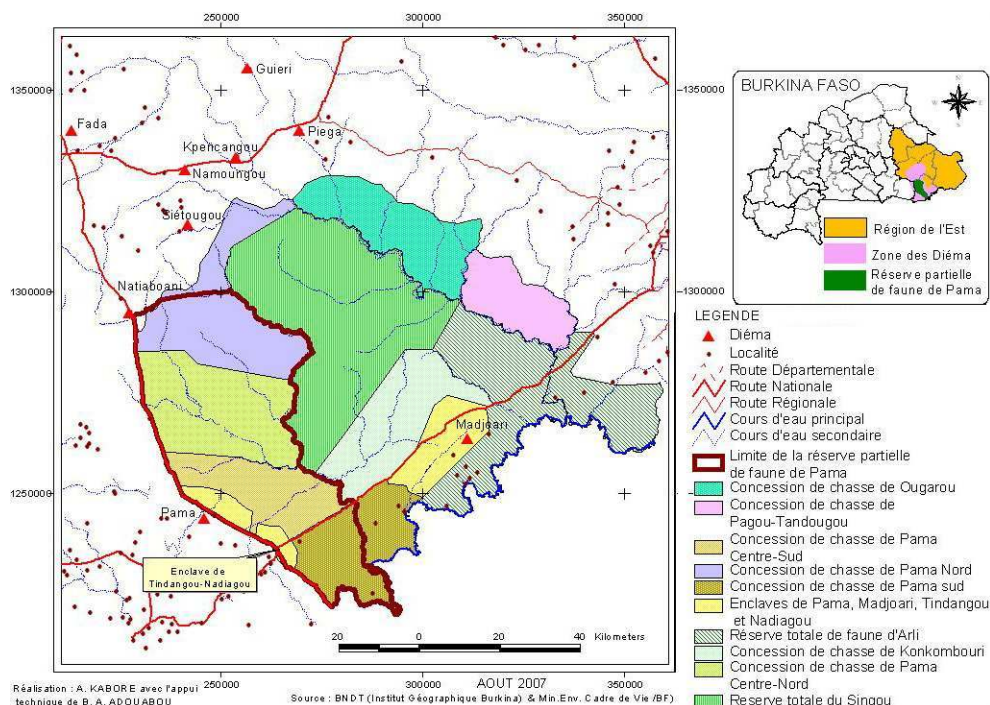 250000
300000
350000
1350000
1350000
Guieri
Fada
Piega
Kpencangou
Namoungou
Siétougou
Natiaboani
1300000
1300000
Madjoari
1250000
Pama
Enclave de
Tindangou-Nadiagou
20
0
20
40
Kilometers
250000
300000
350000
AOUT 2007
Réalisation : A. KABORE avec l'appui
technique de B. A. ADOUABOU
Source : BNDT (Institut Géographique Burkina) & Min.Env. Cadre de Vie /BF)
BURKINA FASO
Région de l'Est
Zone des Diéma
Réserve partielle
de faune de Pama
LEGENDE
Diéma
Localité
Route Départementale
Route Nationale
Route Régionale
Cours d'eau principal
Cours d'eau secondaire
Limite de la réserve partielle
de faune de Pama
Concession de chasse de Ougarou
Concession de chasse de
Pagou-Tandougou
Concession de chasse de Pama
Centre-Sud
Concession de chasse de Pama Nord
Concession de chasse de Pama sud
Enclaves de Pama, Madjoari, Tindangou
et Nadiagou
Réserve totale de faune d'Arli
Concession de chasse de Konkombouri
Concession de chasse de Pama
Centre-Nord
Reserve totale du Singou